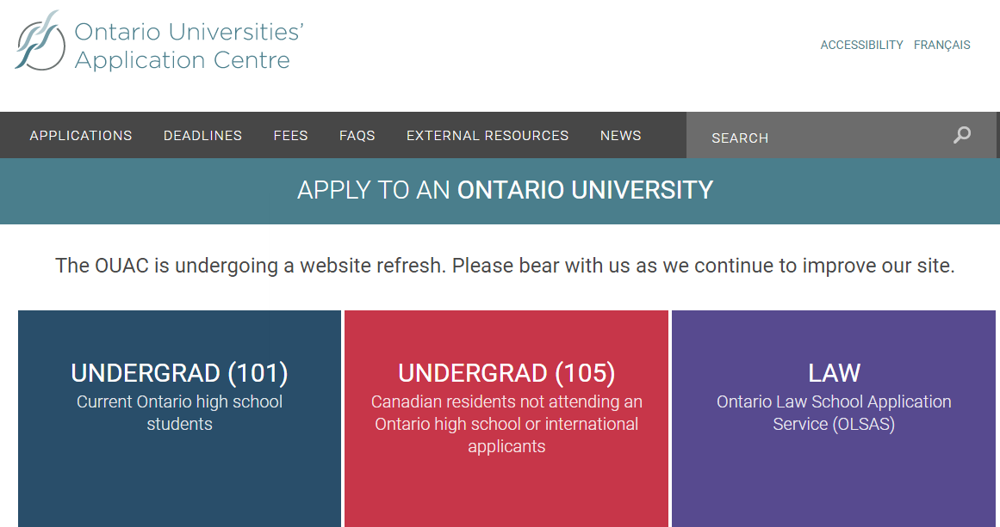 Ontario Universities’
Application Centre
ACCESSIBILITY FRANÇAIS
APPLICATIONS DEADLINES FEES FAQS EXTERNAL RESOURCES NEWS SEARCH
APPLY TO AN ONTARIO UNIVERSITY
The OUAC is undergoing a website refresh. Please bear with us as we continue to improve our site.
UNDERGRAD (101)
Current Ontario high school
students
UNDERGRAD (105)
Canadian residents not attending an
Ontario high school or international
applicants
LAW
Ontario Law School Application
Service (OLSAS)